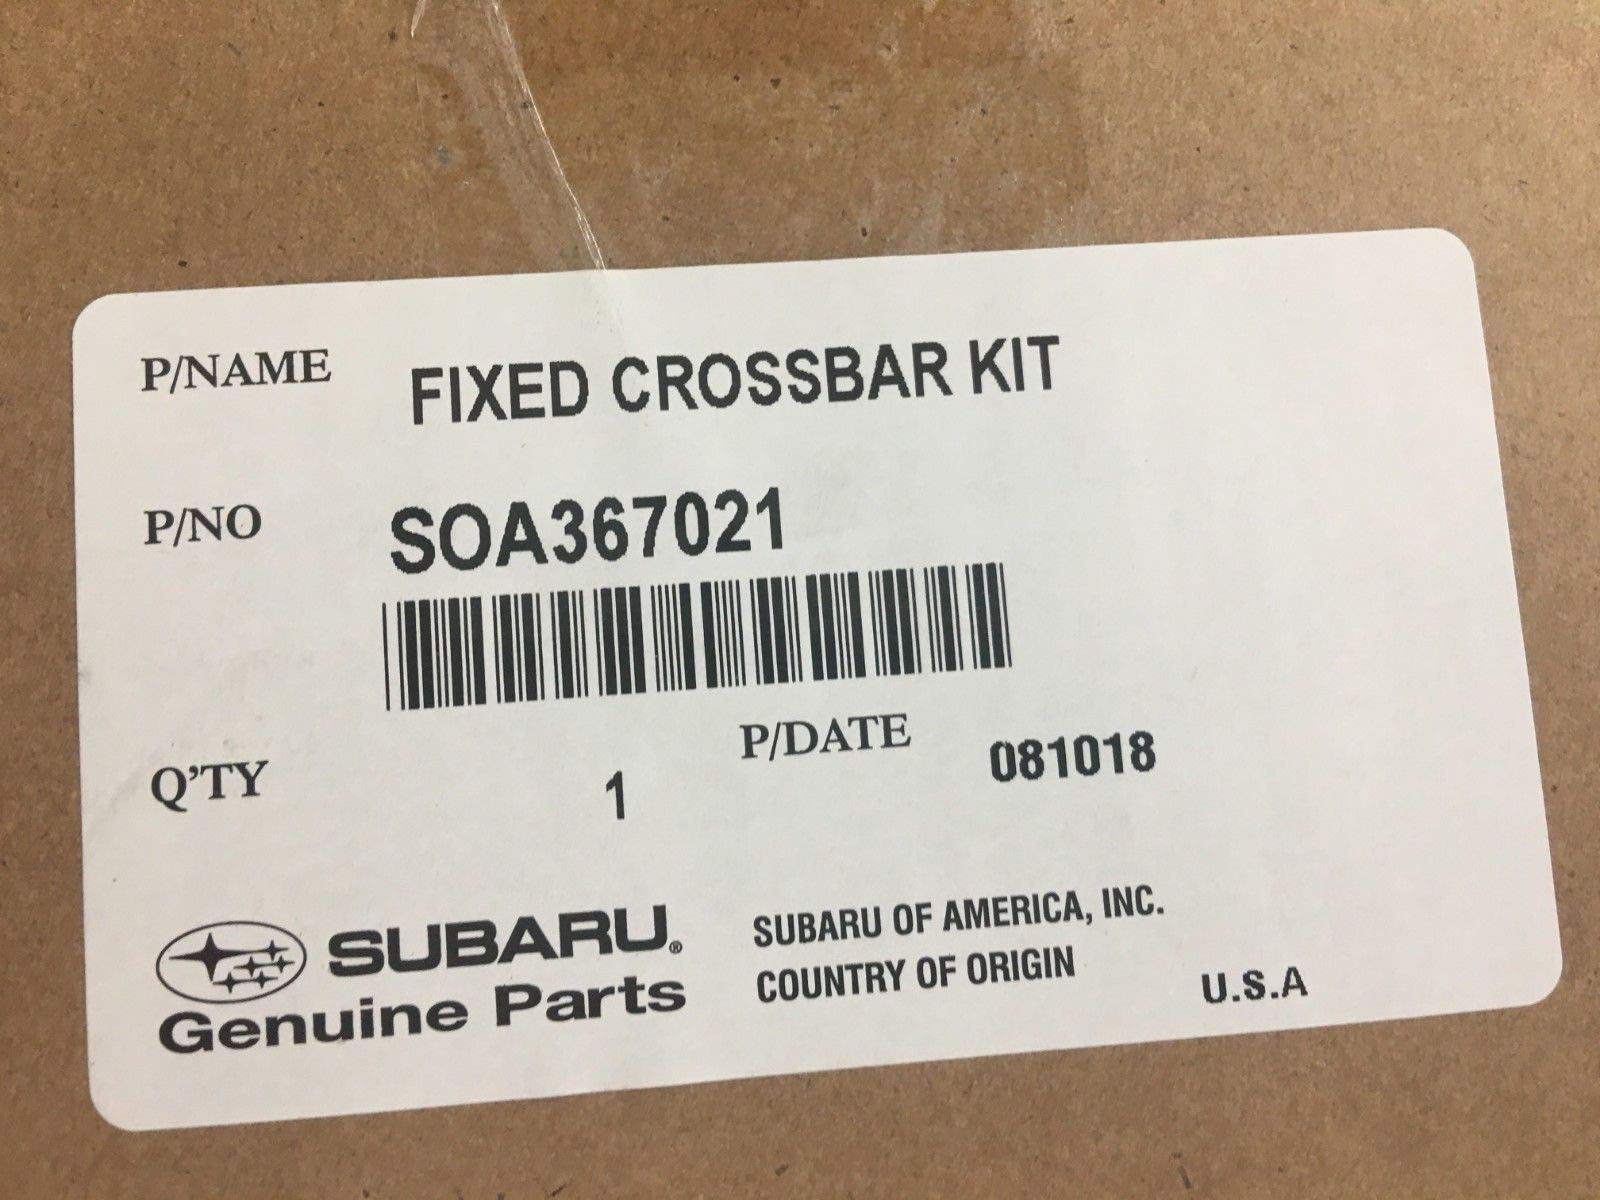 P/NAME FIXED CROSSBAR KIT
P/NO SOA367021
P/DATE 081018
Q'TY 1
SUBARU®
Genuine Parts
SUBARU OF AMERICA, INC.
COUNTRY OF ORIGIN U.S.A